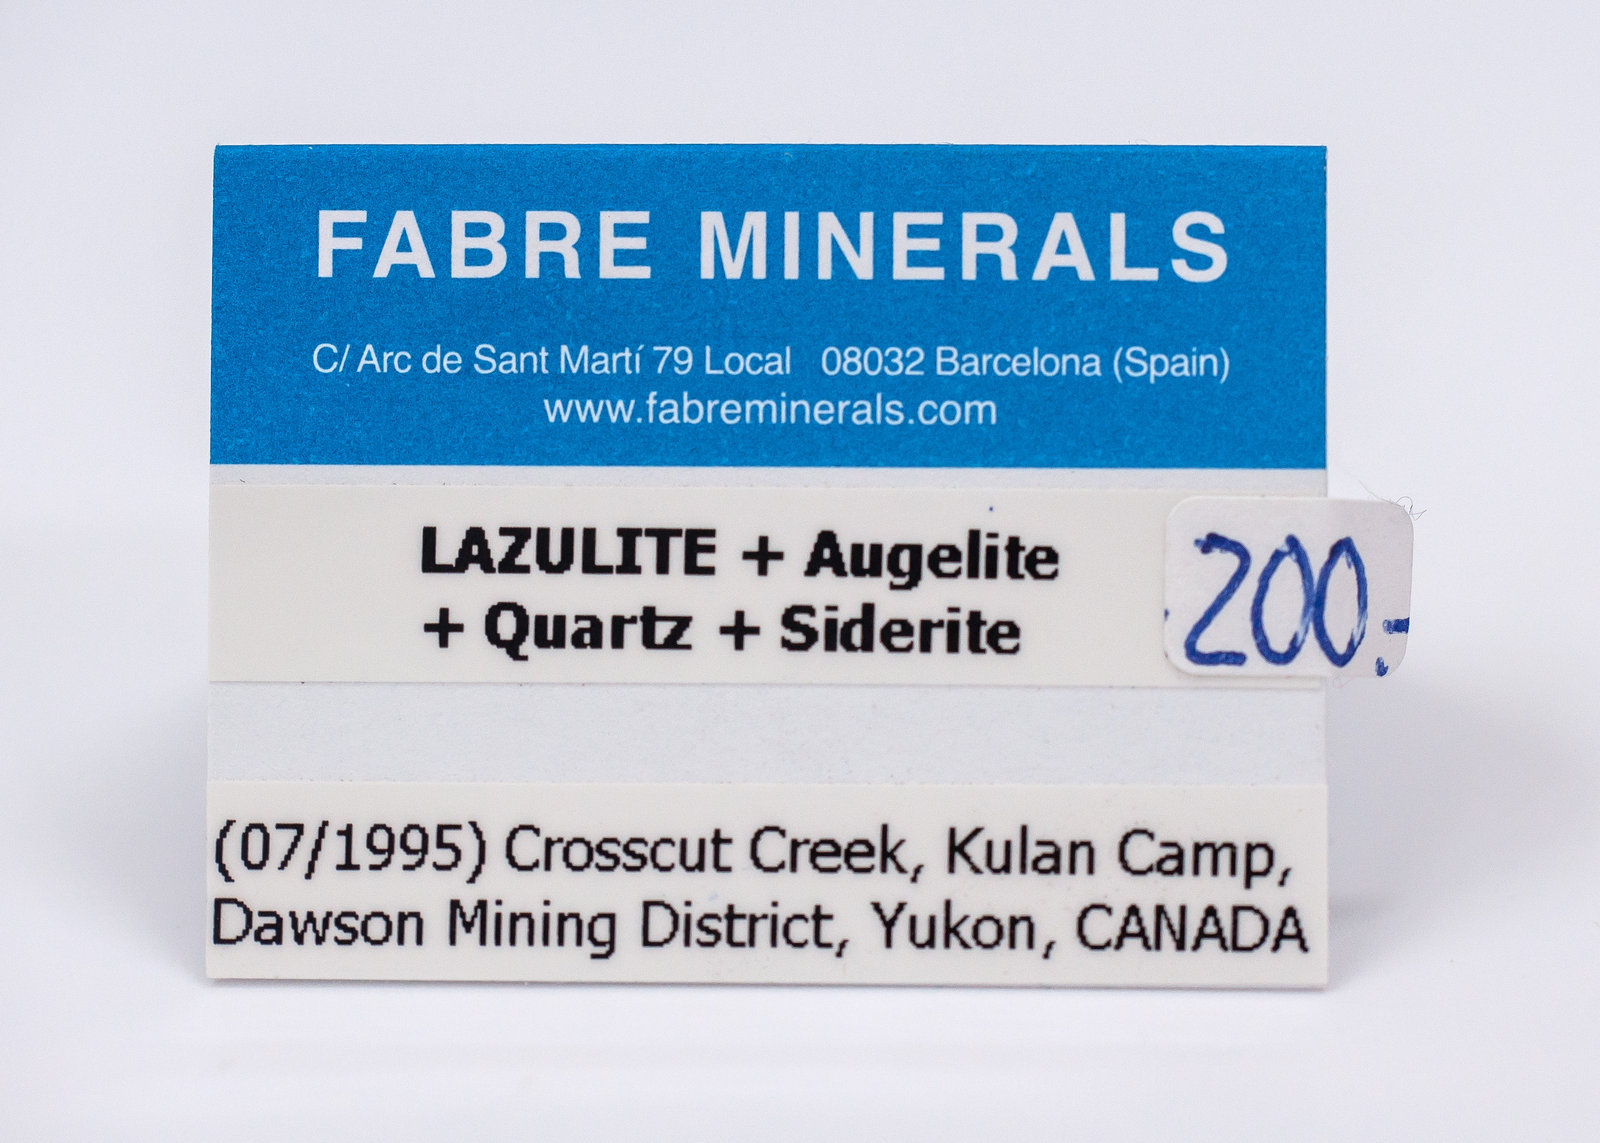 FABRE MINERALS
C/ Arc de Sant Martí 79 Local 08032 Barcelona (Spain)
www.fabreminerals.com
LAZULITE + Augelite
+ Quartz + Siderite
200,-
(07/1995) Crosscut Creek, Kulan Camp,
Dawson Mining District, Yukon, CANADA